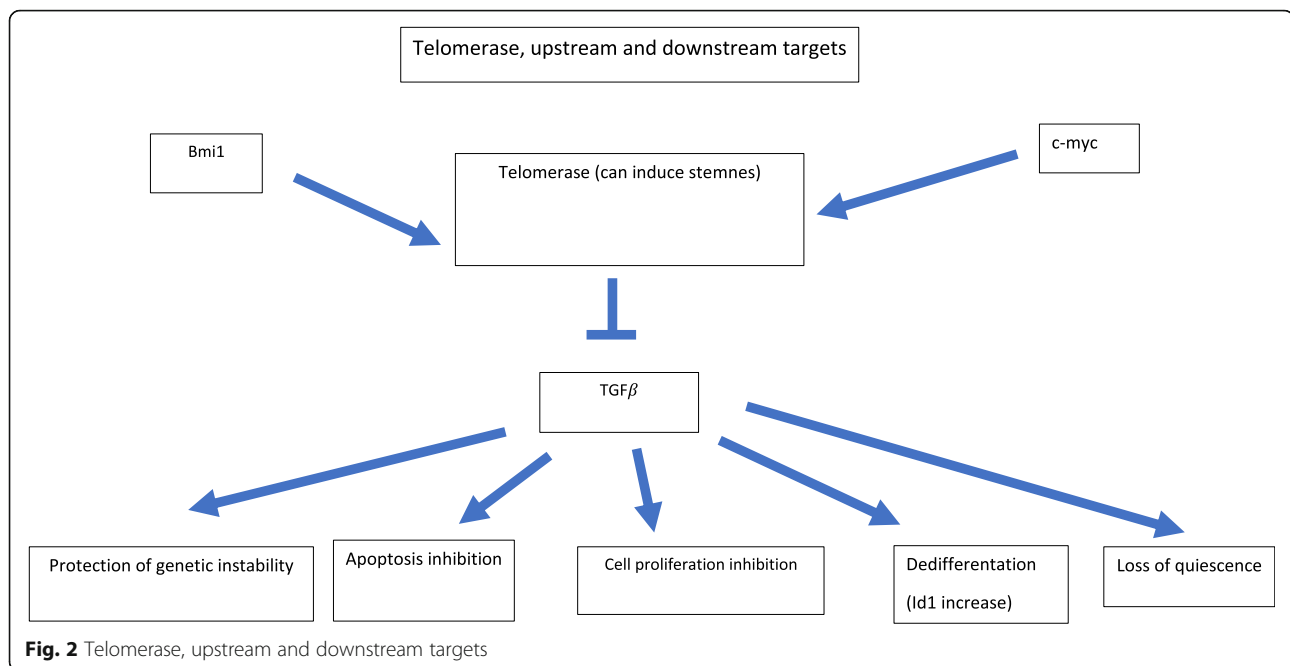 Telomerase, upstream and downstream targets
Bmi1
c-myc
Telomerase (can induce stemnes)
TGFβ
Protection of genetic instability
Apoptosis inhibition
Cell proliferation inhibition
Dedifferentation
(Id1 increase)
Loss of quiescence
Fig. 2 Telomerase, upstream and downstream targets